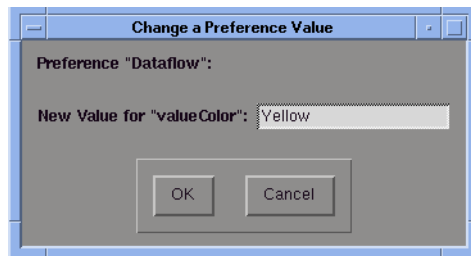 Change a Preference Value
Preference "Dataflow":
New Value for "valueColor": Yellow
OK Cancel